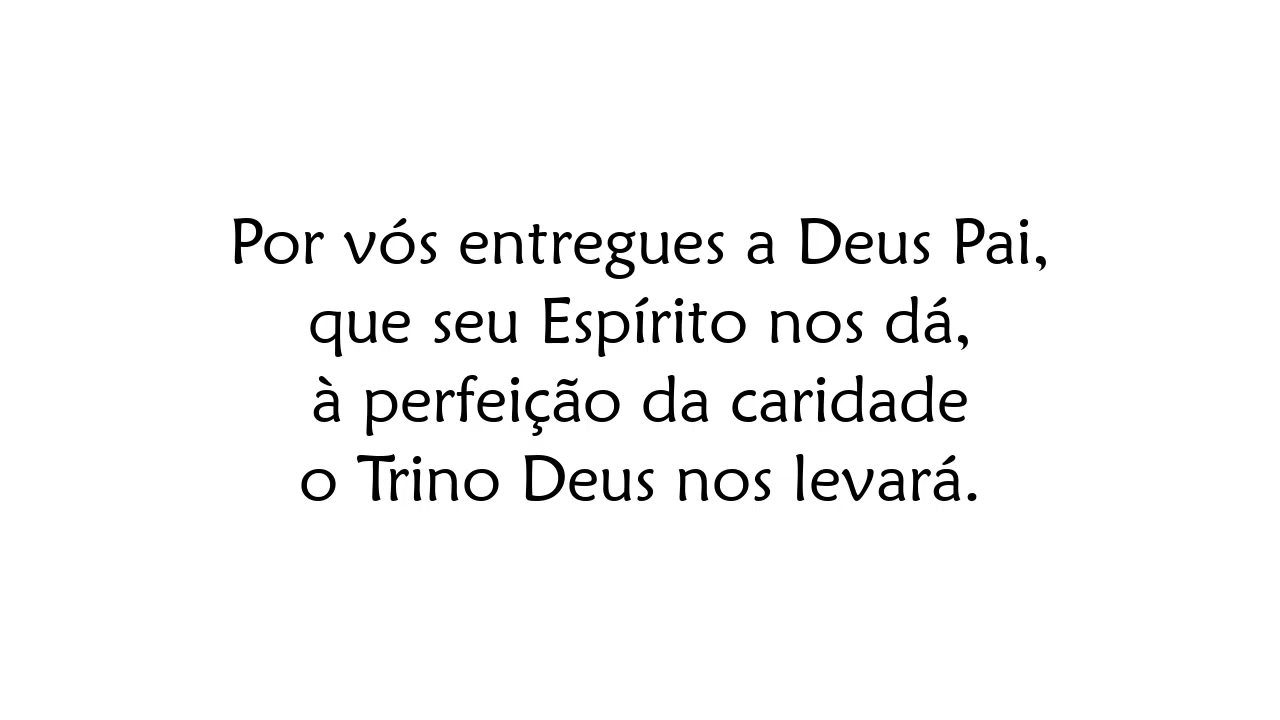 Por vós entregues a Deus Pai,
que seu Espírito nos dá,
à perfeição da caridade
o Trino Deus nos levará.